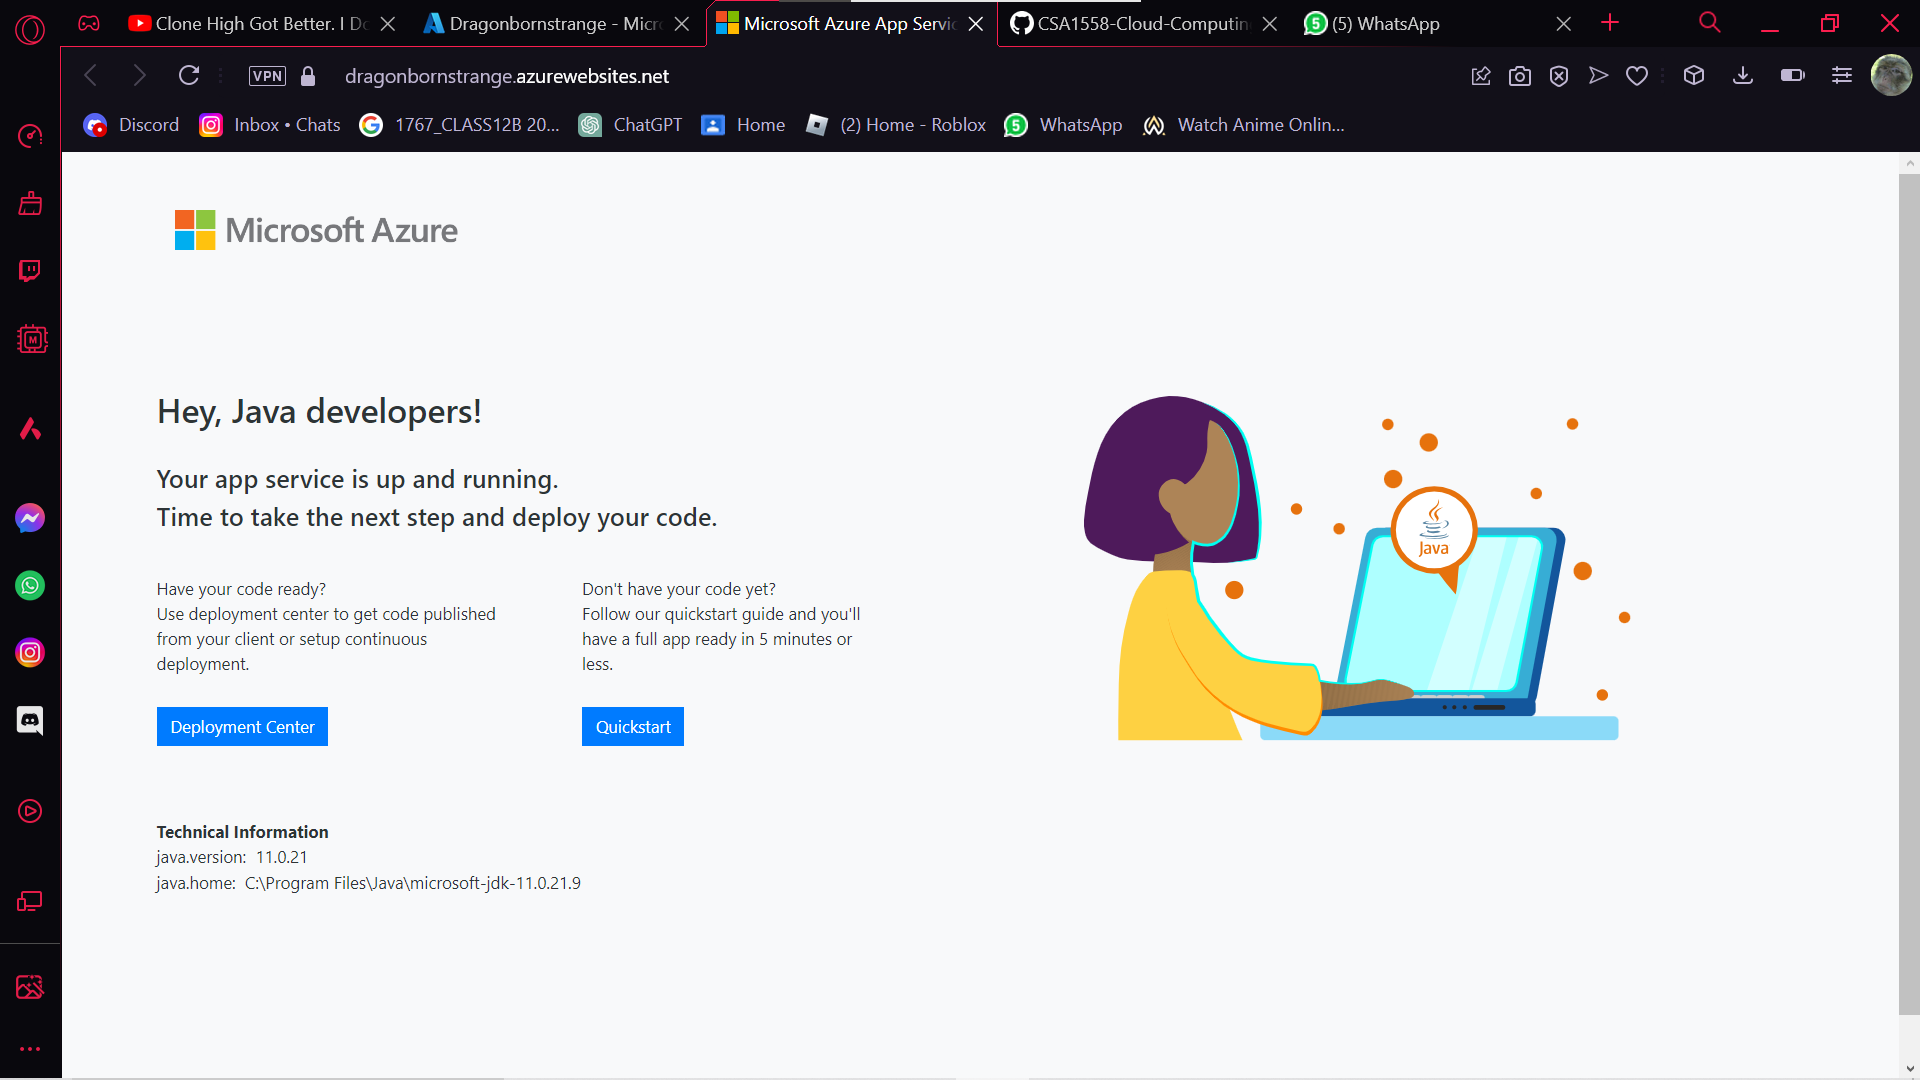 Clone High Got Better. I Do
Dragonbornstrange - Micro
Microsoft Azure App Servic
CSA1558-Cloud-Computing
5 (5) WhatsApp
VPN
dragonbornstrange.azurewebsites.net
Discord
Inbox • Chats
1767_CLASS12B 20...
ChatGPT
Home
(2) Home - Roblox
5 WhatsApp
Watch Anime Onlin...
M
Microsoft Azure
Hey, Java developers!
Your app service is up and running.
Time to take the next step and deploy your code.
Have your code ready?
Use deployment center to get code published
from your client or setup continuous
deployment.
Deployment Center
Don't have your code yet?
Follow our quickstart guide and you'll
have a full app ready in 5 minutes or
less.
Quickstart
Java
Technical Information
java.version: 11.0.21
java.home: C:\Program Files\Java\microsoft-jdk-11.0.21.9